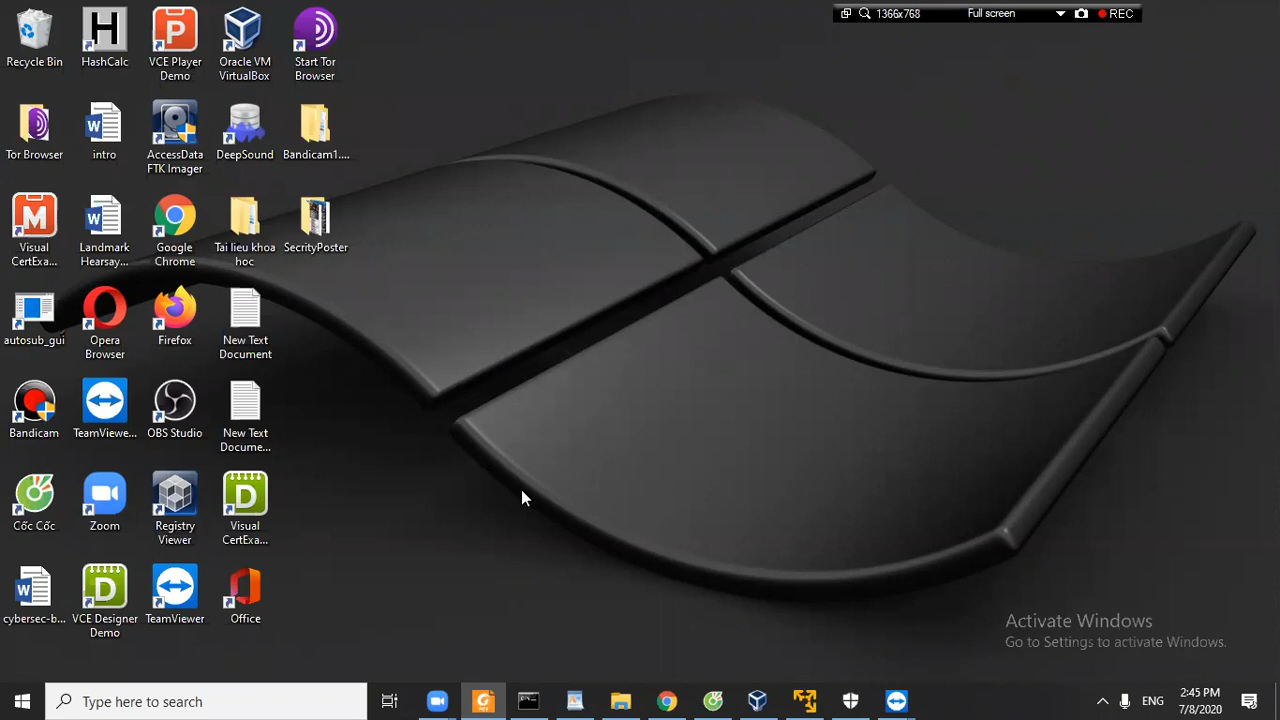 1366x768 Full screen REC
Recycle Bin
HashCalc
VCE Player
Demo
Oracle VM
VirtualBox
Start Tor
Browser
Tor Browser
intro
AccessData
FTK Imager
DeepSound
Bandicam1....
Visual
CertExa...
Landmark
Hearsay...
Google
Chrome
Tai lieu khoa
hoc
SecrityPoster
autosub_gui
Opera
Browser
Firefox
New Text
Document
Bandicam
TeamViewe...
OBS Studio
New Text
Docume...
Cốc Cốc
Zoom
Registry
Viewer
Visual
CertExa...
cybersec-b...
VCE Designer
Demo
TeamViewer
Office
Activate Windows
Go to Settings to activate Windows.
Type here to search
ENG
2:45 PM
7/8/2020